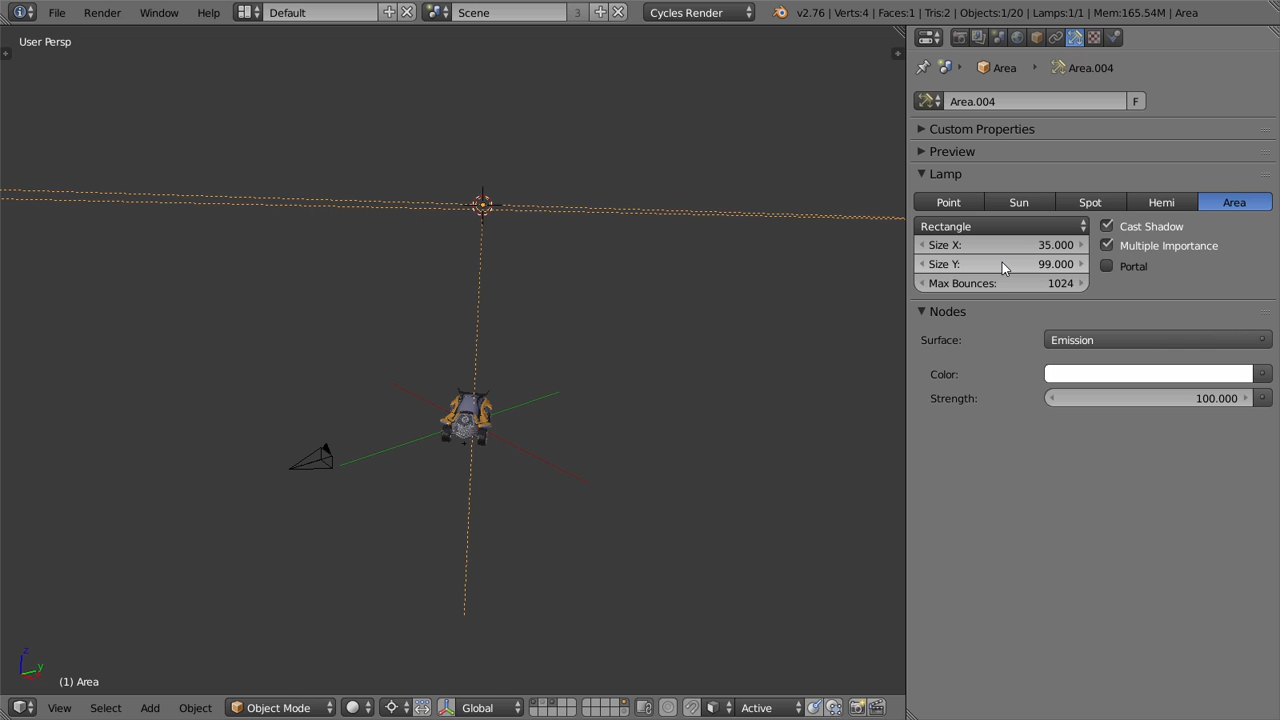 File Render Window Help Default Scene 3 Cycles Render v2.76 | Verts:4 | Faces:1 | Tris:2 | Objects:1/20 | Lamps:1/1 | Mem:165.54M | Area
User Persp
Area Area.004
Area.004 F
Custom Properties
Preview
Lamp
Point Sun Spot Hemi Area
Rectangle Cast Shadow
Size X: 35.000 Multiple Importance
Size Y: 99.000 Portal
Max Bounces: 1024
Nodes
Surface: Emission
Color:
Strength: 100.000
z
y
(1) Area
View Select Add Object Object Mode Global Active